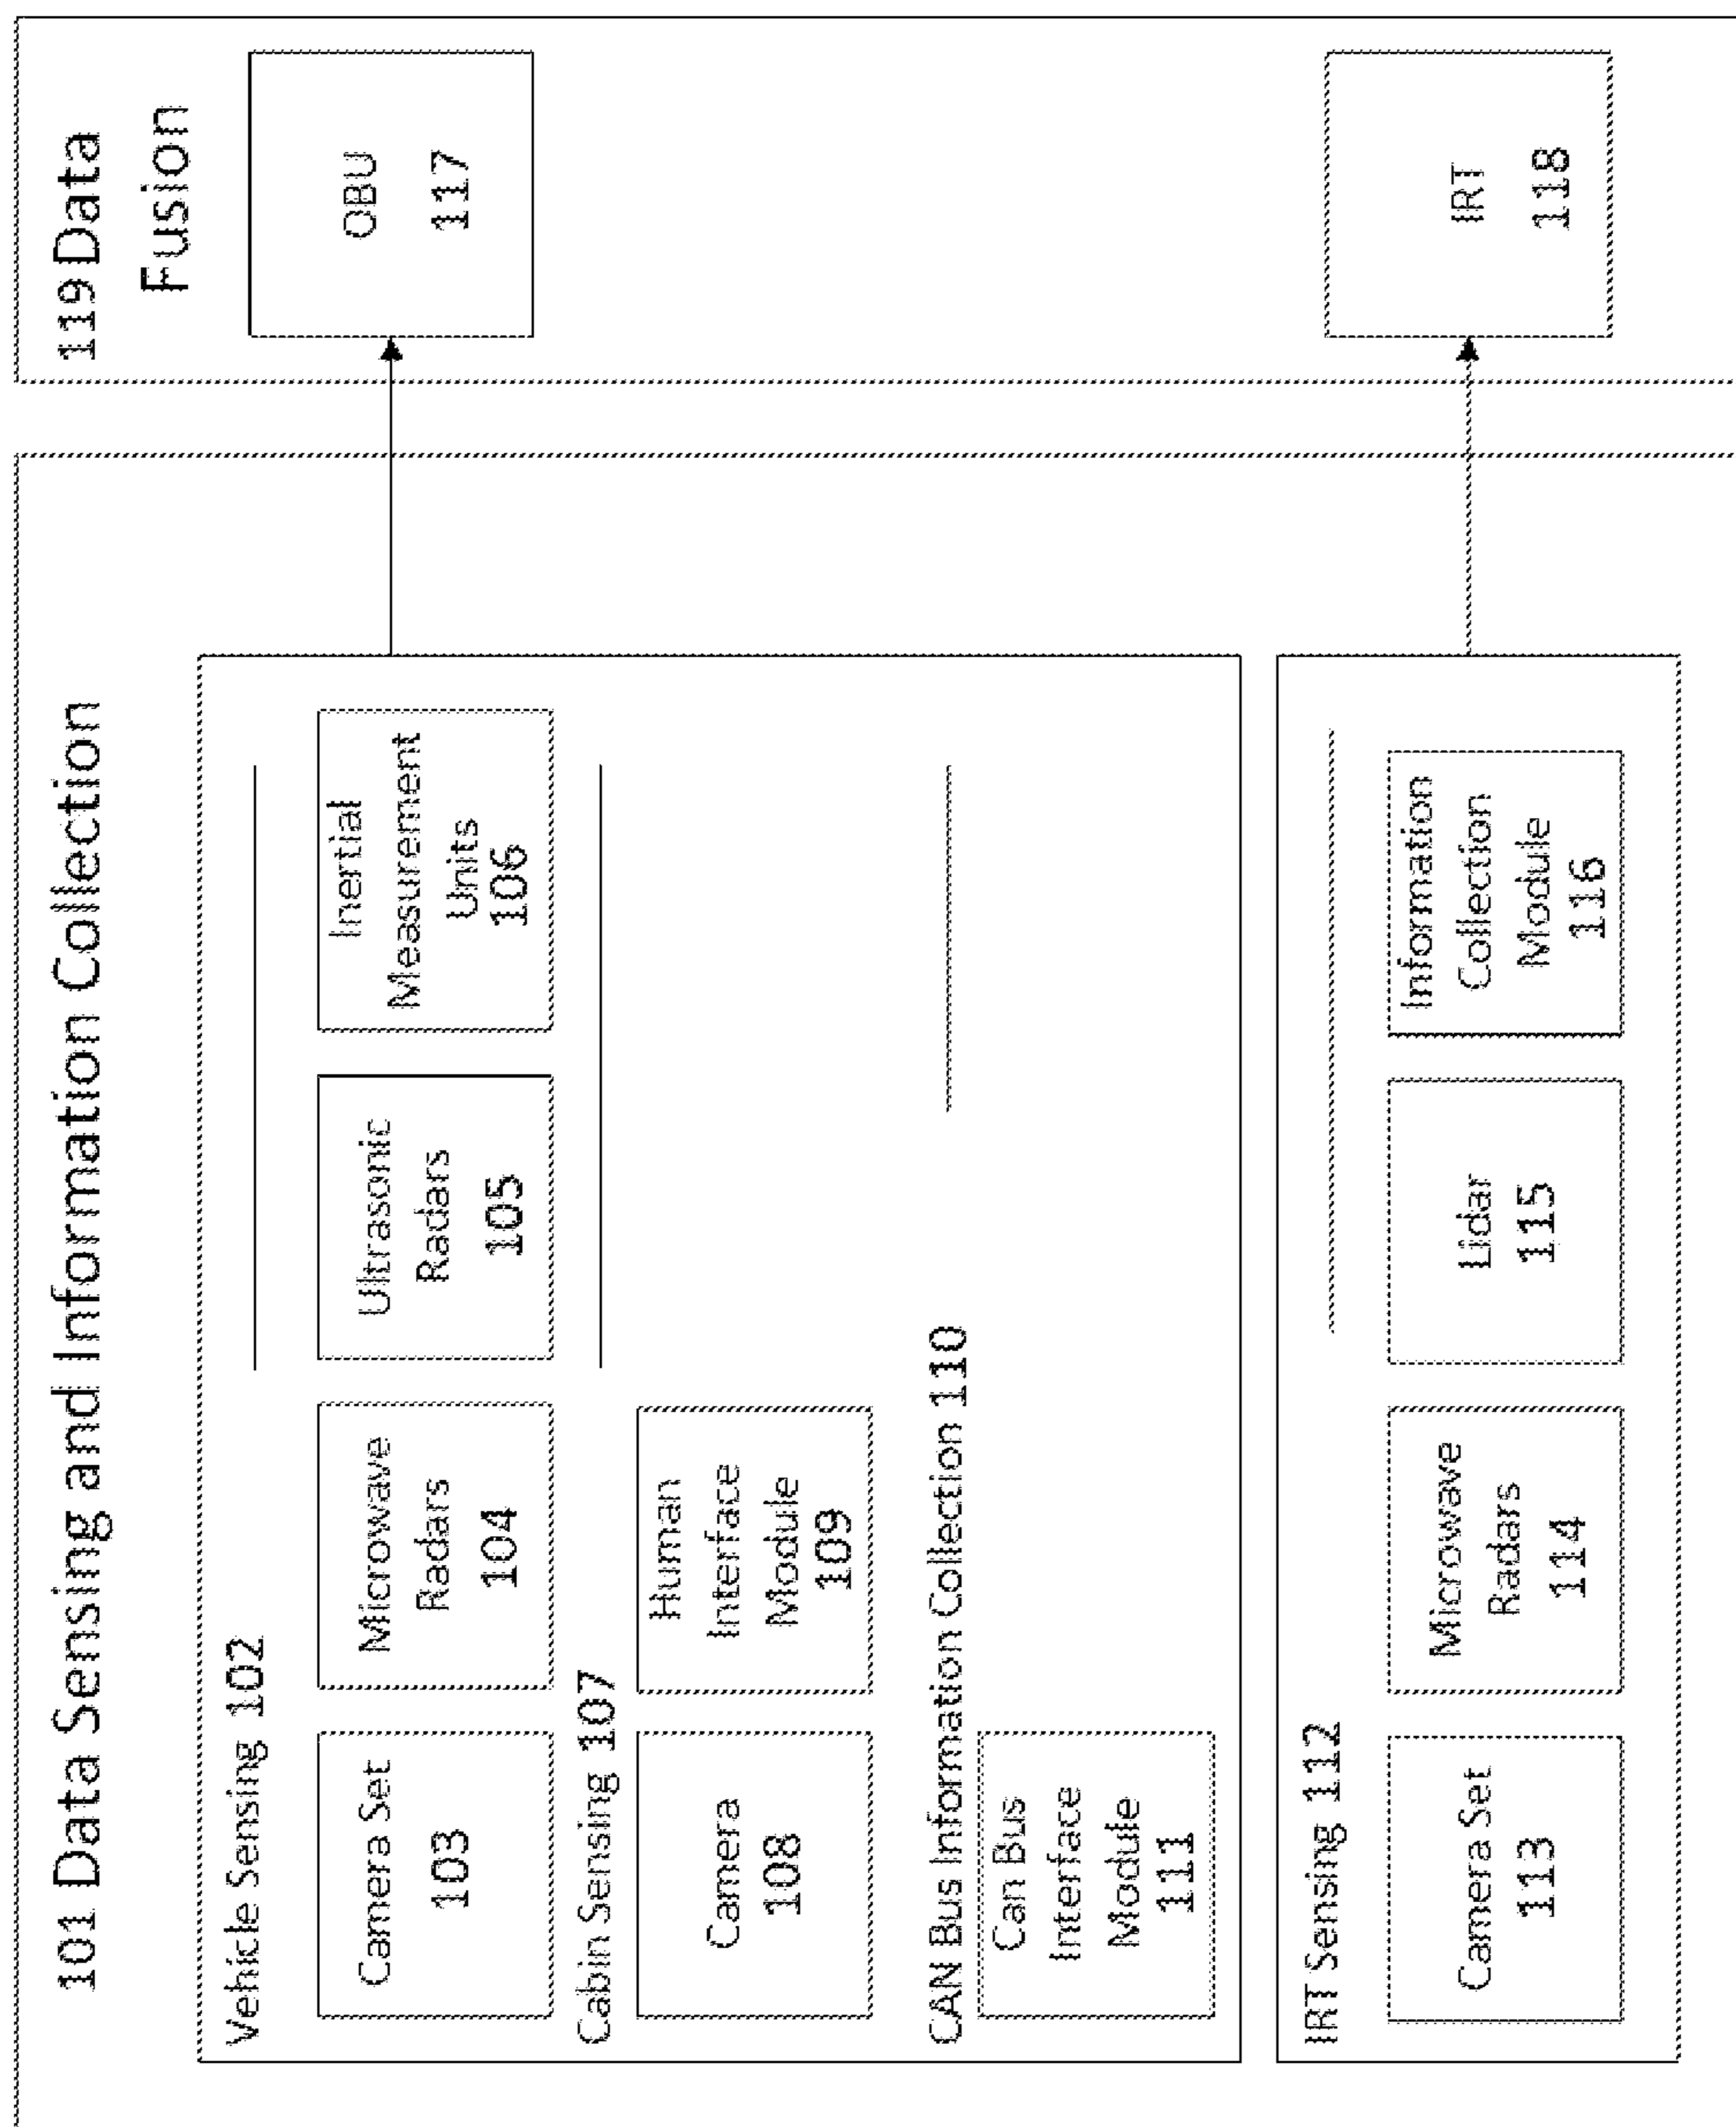 101 Data Sensing and Information Collection
Vehicle Sensing 102
Camera Set
103
Microwave
Radars
104
Ultrasonic
Radars
105
Inertial
Measurement
Units
106
Cabin Sensing 107
Camera
108
Human
Interface
Module
109
CAN Bus Information Collection 110
Can Bus
Interface
Module
111
IRT Sensing 112
Camera Set
113
Microwave
Radars
114
Lidar
115
Information
Collection
Module
116
119 Data
Fusion
OBU
117
IRT
118